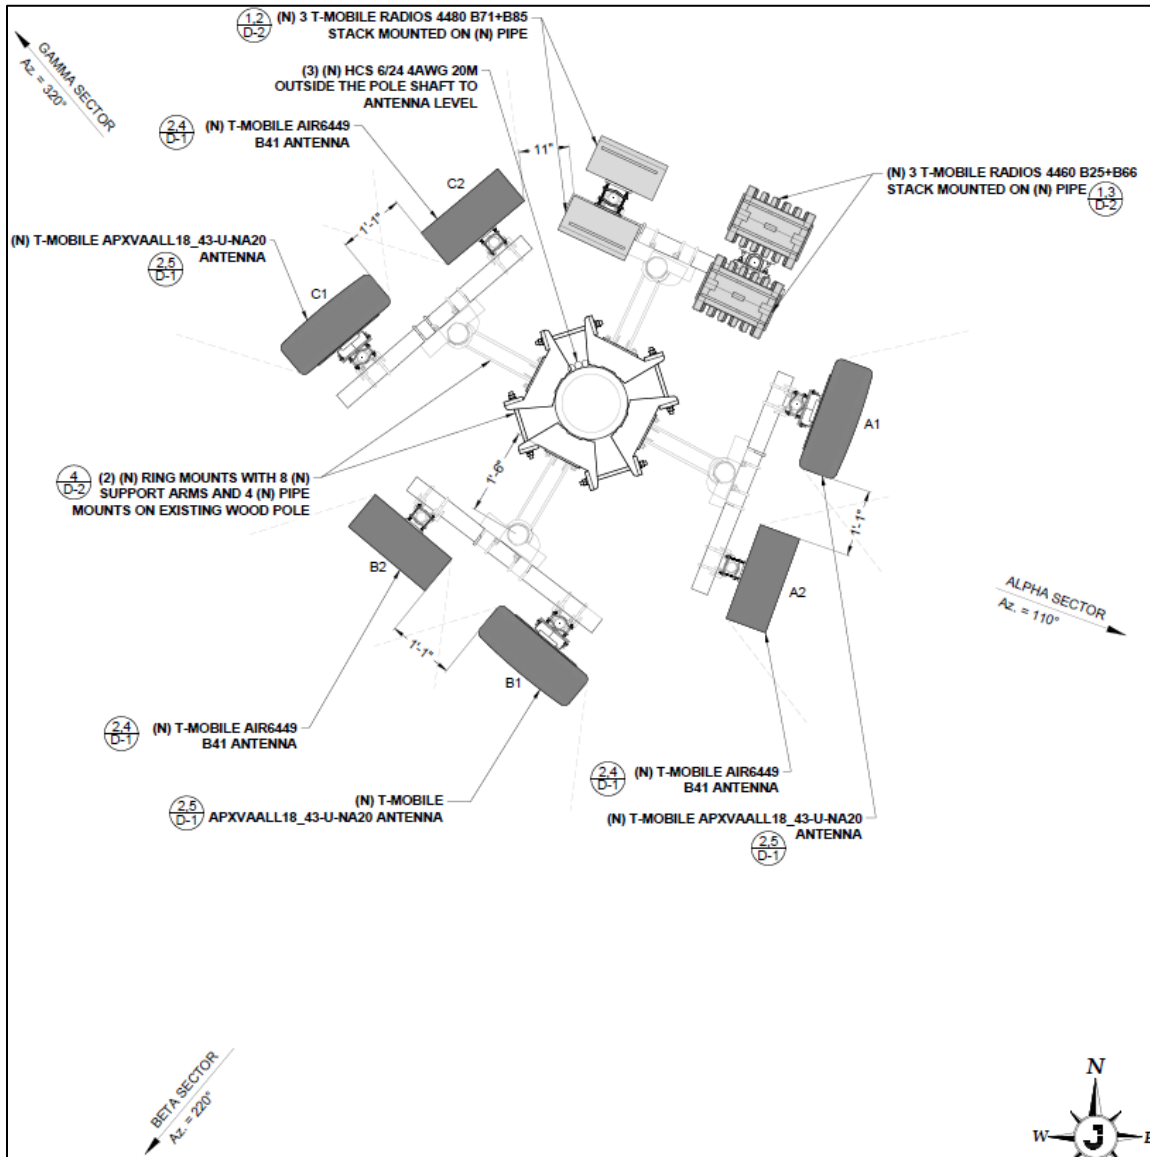 1,2
D-2
(N) 3 T-MOBILE RADIOS 4480 B71+B85
STACK MOUNTED ON (N) PIPE
GAMMA SECTOR
Az. = 320°
(3) (N) HCS 6/24 4AWG 20M
OUTSIDE THE POLE SHAFT TO
ANTENNA LEVEL
2,4
D-1
(N) T-MOBILE AIR6449
B41 ANTENNA
11"
C2
(N) 3 T-MOBILE RADIOS 4460 B25+B66
STACK MOUNTED ON (N) PIPE
1,3
D-2
1'-1"
(N) T-MOBILE APXVAALL18_43-U-NA20
ANTENNA
2,5
D-1
C1
A1
4
D-2
(2) (N) RING MOUNTS WITH 8 (N)
SUPPORT ARMS AND 4 (N) PIPE
MOUNTS ON EXISTING WOOD POLE
1'-6"
1'-1"
B2
A2
ALPHA SECTOR
Az. = 110°
1'-1"
B1
2,4
D-1
(N) T-MOBILE AIR6449
B41 ANTENNA
2,4
D-1
(N) T-MOBILE AIR6449
B41 ANTENNA
2,5
D-1
(N) T-MOBILE
APXVAALL18_43-U-NA20 ANTENNA
(N) T-MOBILE APXVAALL18_43-U-NA20
ANTENNA
2,5
D-1
BETA SECTOR
Az. = 220°
N
W
J
E